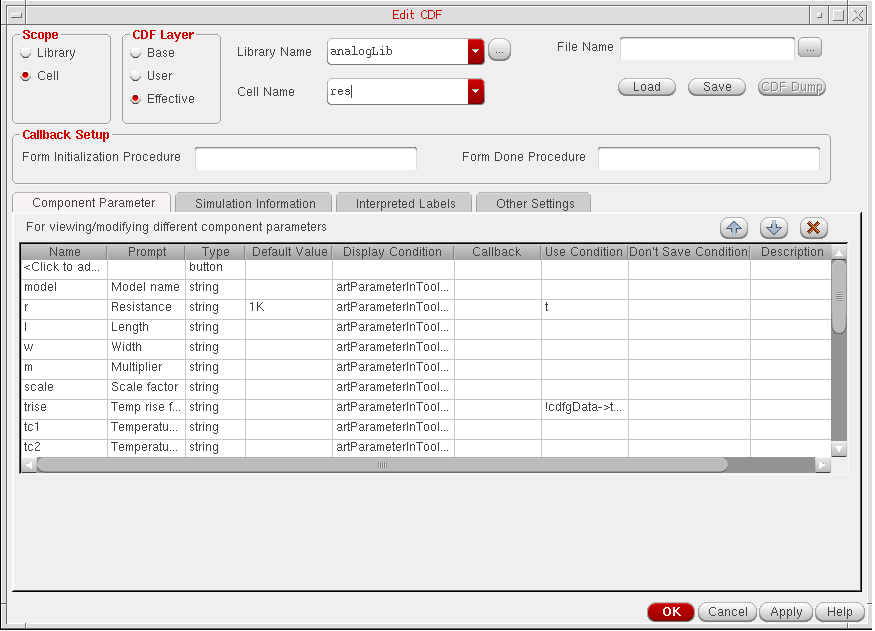 Edit CDF
Scope
Library
Cell
CDF Layer
Base
User
Effective
Library Name analogLib ...
Cell Name res
File Name ...
Load Save CDF Dump
Callback Setup
Form Initialization Procedure Form Done Procedure
Component Parameter Simulation Information Interpreted Labels Other Settings
For viewing/modifying different component parameters
Name Prompt Type Default Value Display Condition Callback Use Condition Don't Save Condition Description
<Click to ad... button
model Model name string artParameterInTool...
r Resistance string 1K artParameterInTool... t
l Length string artParameterInTool...
w Width string artParameterInTool...
m Multiplier string artParameterInTool...
scale Scale factor string artParameterInTool...
trise Temp rise f... string artParameterInTool... !cdfgData->t...
tc1 Temperatu... string artParameterInTool...
tc2 Temperatu... string artParameterInTool...
OK Cancel Apply Help